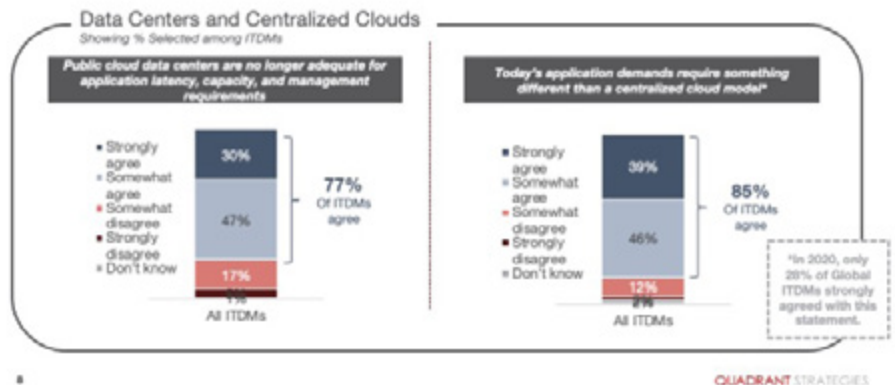 Data Centers and Centralized Clouds
Showing % Selected among ITDMs
Public cloud data centers are no longer adequate for
application latency, capacity, and management
requirements
Strongly
agree
Somewhat
agree
Somewhat
disagree
Strongly
disagree
Don't know
30%
47%
17%
1%
All ITDMs
77%
Of ITDMs
agree
Today's application demands require something
different than a centralized cloud model*
Strongly
agree
Somewhat
agree
Somewhat
disagree
Strongly
disagree
Don't know
39%
46%
12%
2%
All ITDMs
85%
Of ITDMs
agree
*In 2020, only
28% of Global
ITDMs strongly
agreed with this
statement.
8
QUADRANT STRATEGIES